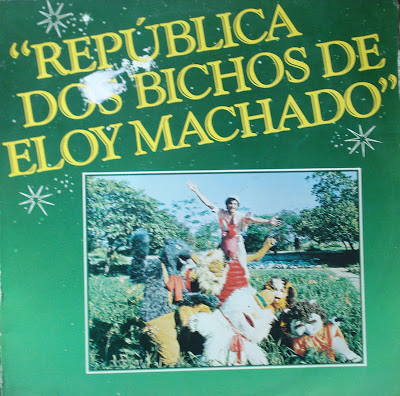 “REPÚBLICA
DOS BICHOS DE
ELOY MACHADO”